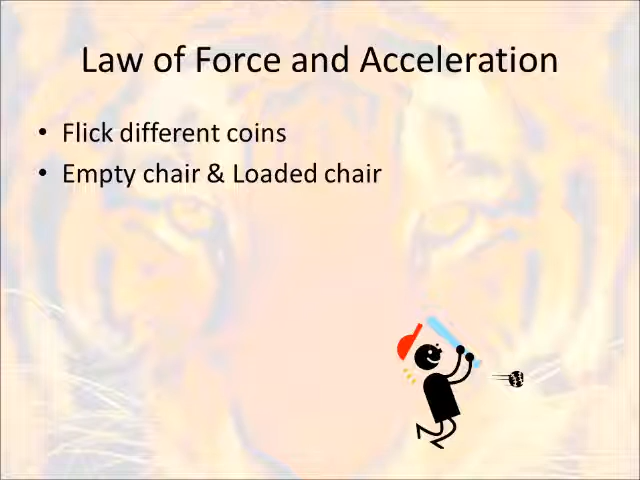 Law of Force and Acceleration
• Flick different coins
• Empty chair & Loaded chair